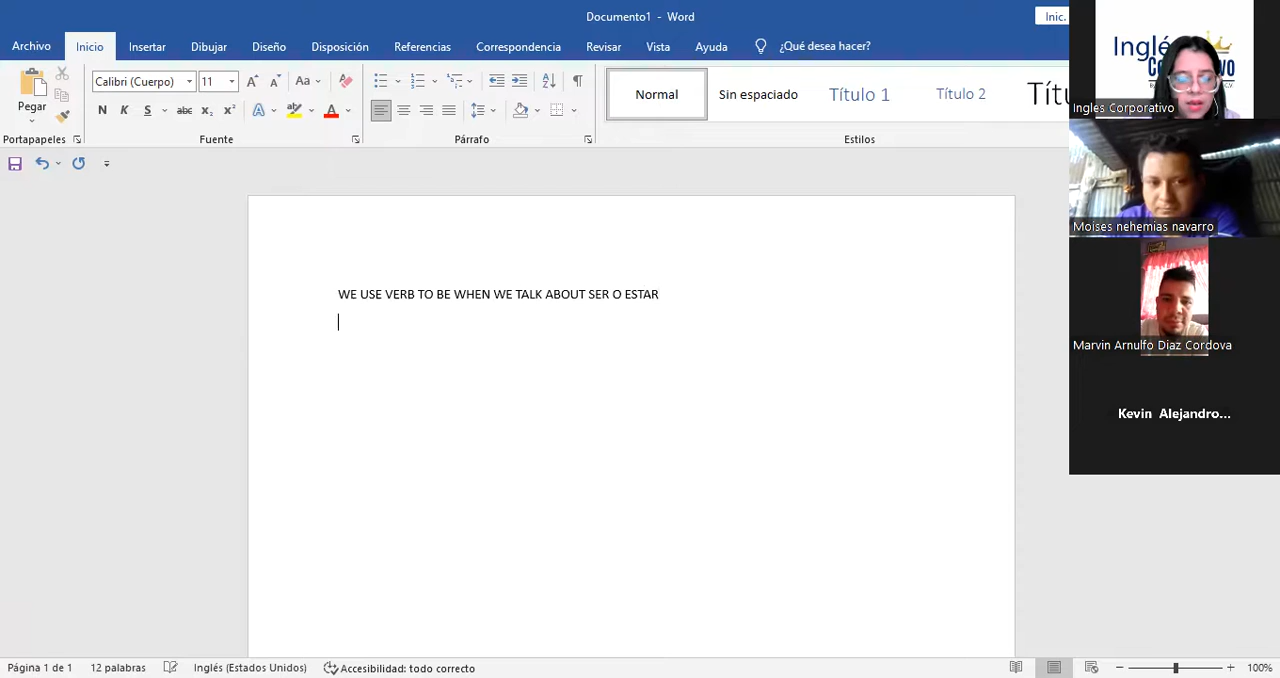 Documento1 - Word
Inic.
Archivo
Inicio
Insertar
Dibujar
Diseño
Disposición
Referencias
Correspondencia
Revisar
Vista
Ayuda
¿Qué desea hacer?
Pegar
Portapapeles
Calibri (Cuerpo)
11
Fuente
Párrafo
Normal
Sin espaciado
Título 1
Título 2
Títu
Estilos
Inglés
Ingles Corporativo
Moises nehemias navarro
Marvin Arnulfo Diaz Cordova
Kevin Alejandro...
WE USE VERB TO BE WHEN WE TALK ABOUT SER O ESTAR
Página 1 de 1
12 palabras
Inglés (Estados Unidos)
Accesibilidad: todo correcto
100%